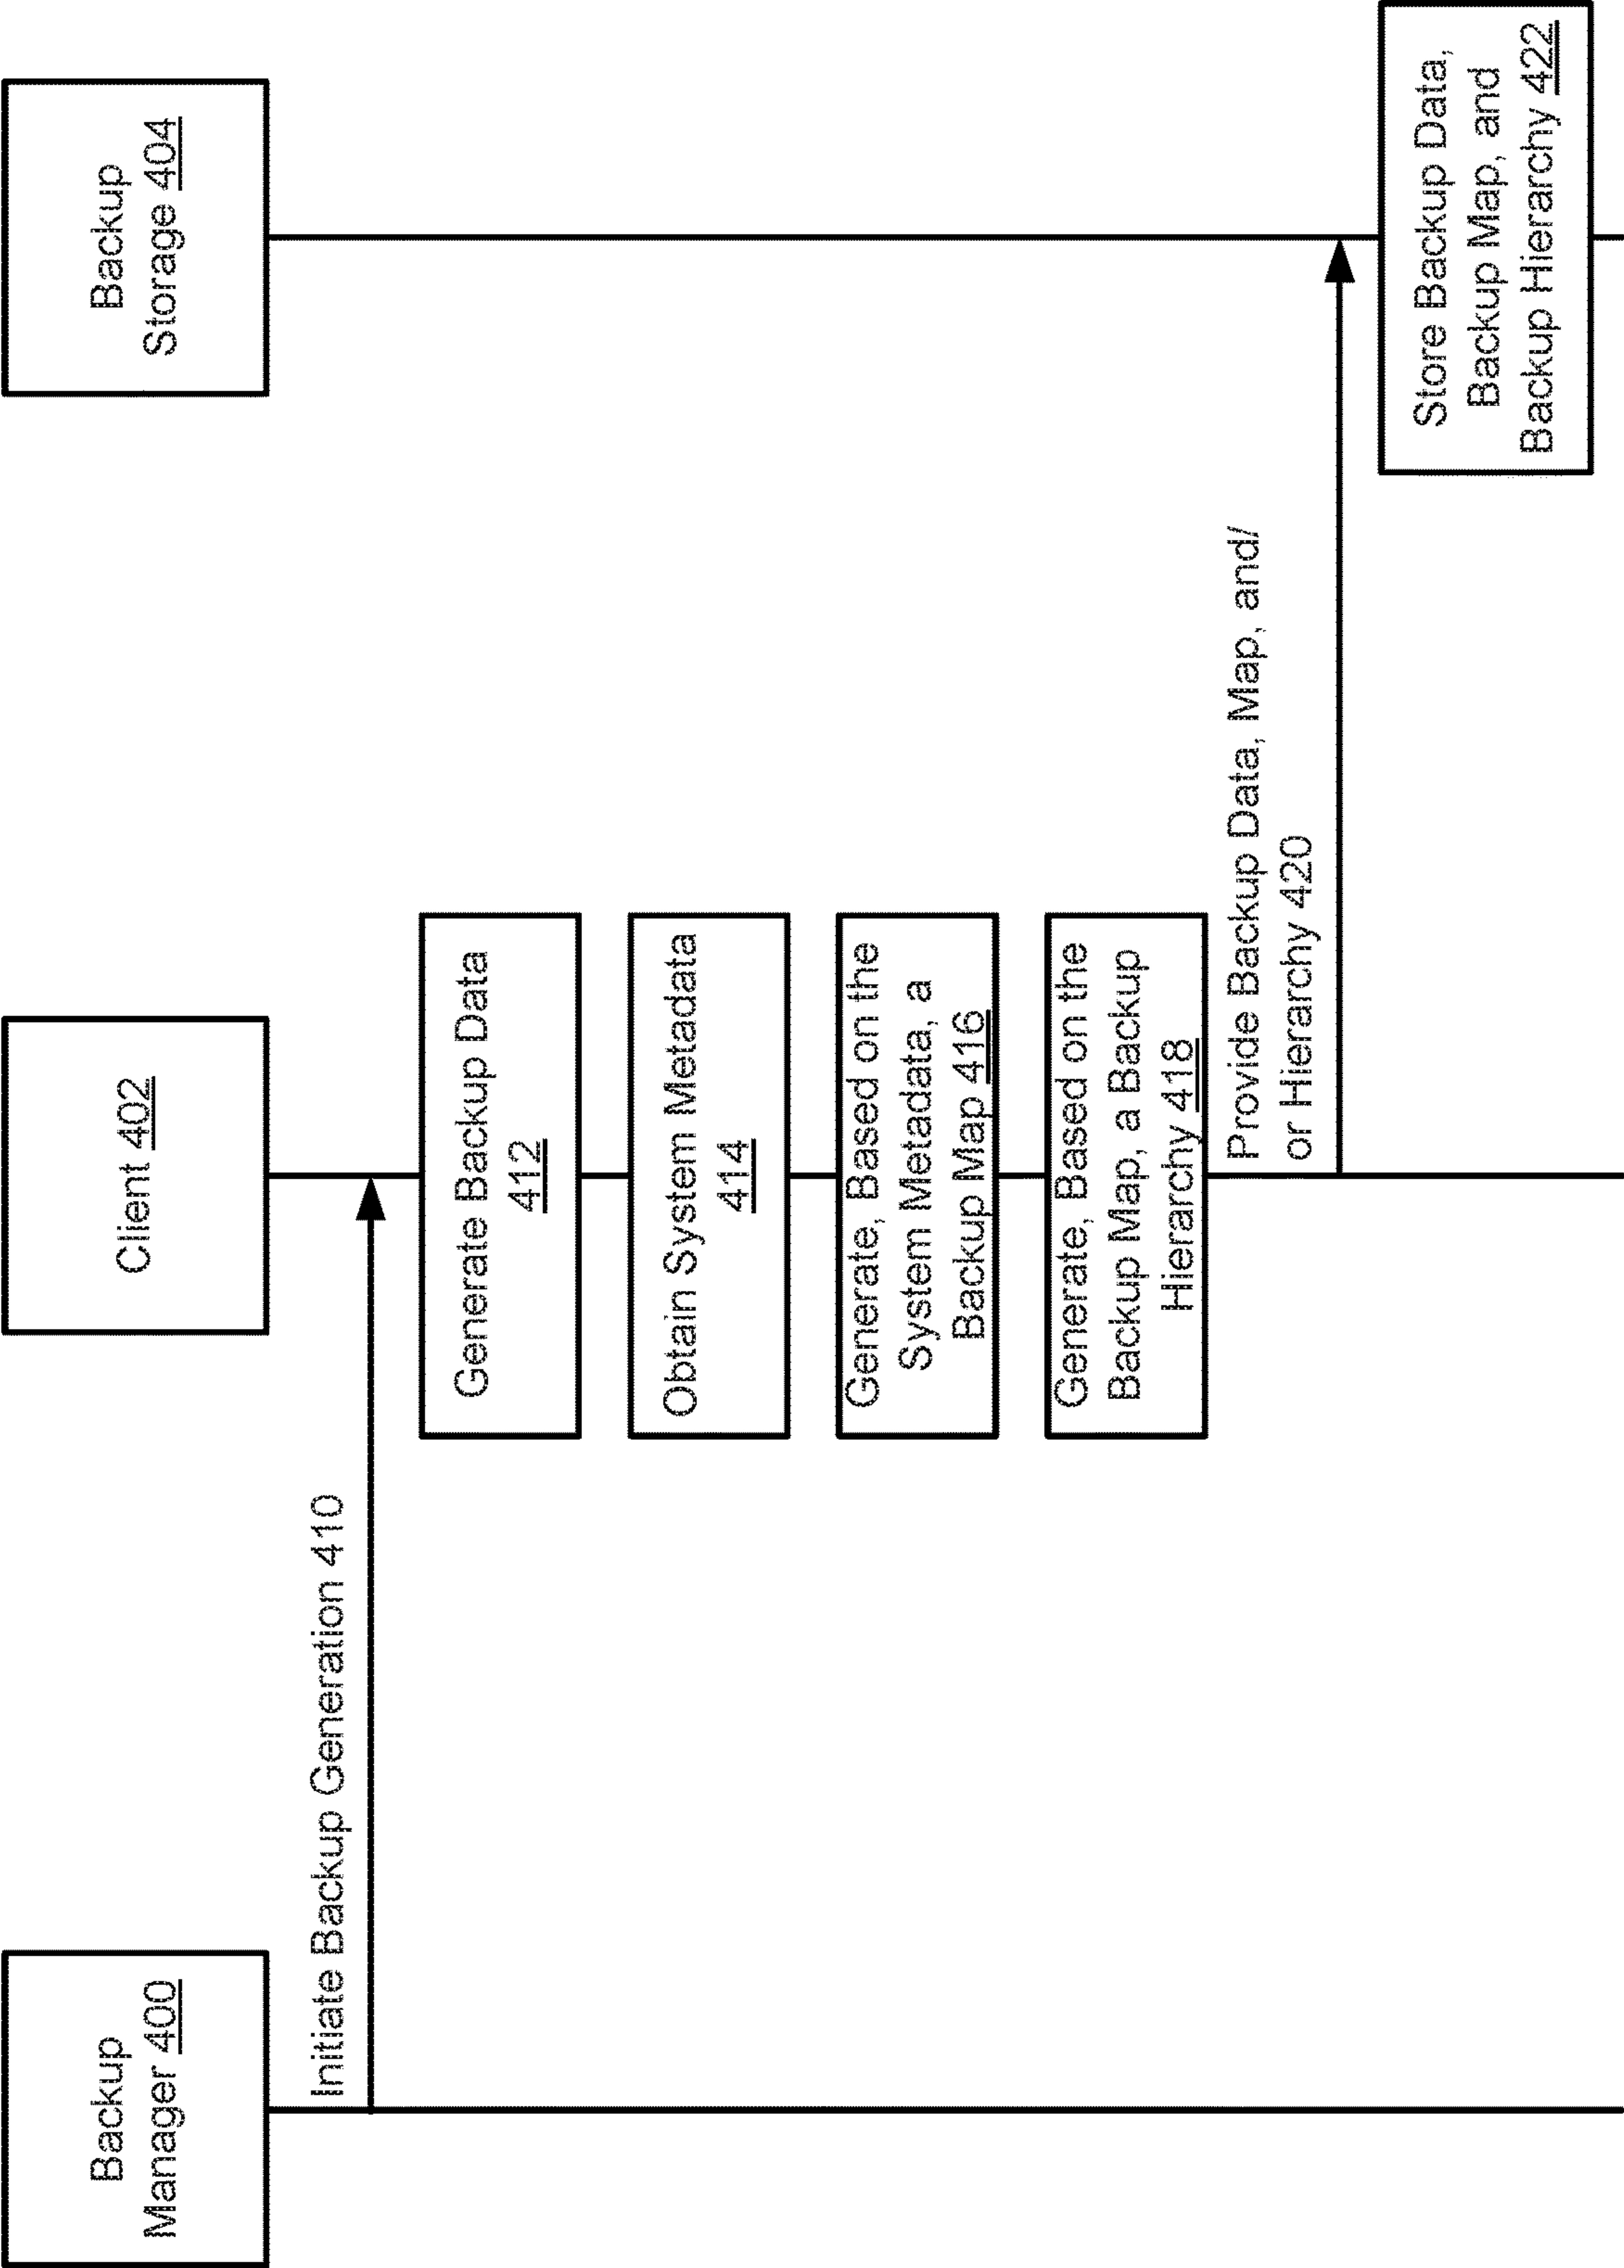 Backup
Manager 400
Client 402
Backup
Storage 404
Initiate Backup Generation 410
Generate Backup Data
412
Obtain System Metadata
414
Generate, Based on the
System Metadata, a
Backup Map 416
Generate, Based on the
Backup Map, a Backup
Hierarchy 418
Provide Backup Data, Map, and/
or Hierarchy 420
Store Backup Data,
Backup Map, and
Backup Hierarchy 422